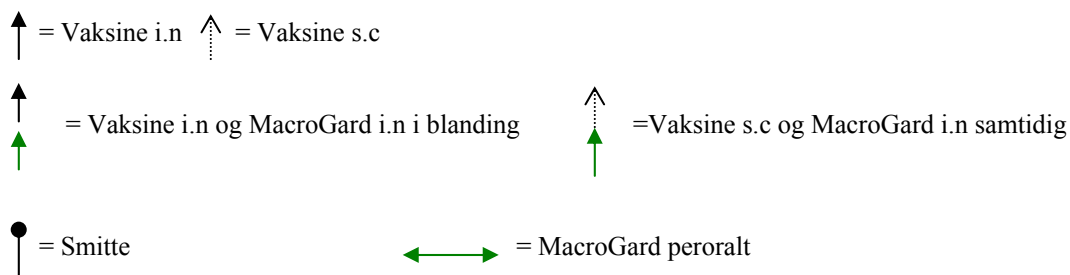 = Vaksine i.n = Vaksine s.c
= Vaksine i.n og MacroGard i.n i blanding =Vaksine s.c og MacroGard i.n samtidig
= Smitte = MacroGard peroralt